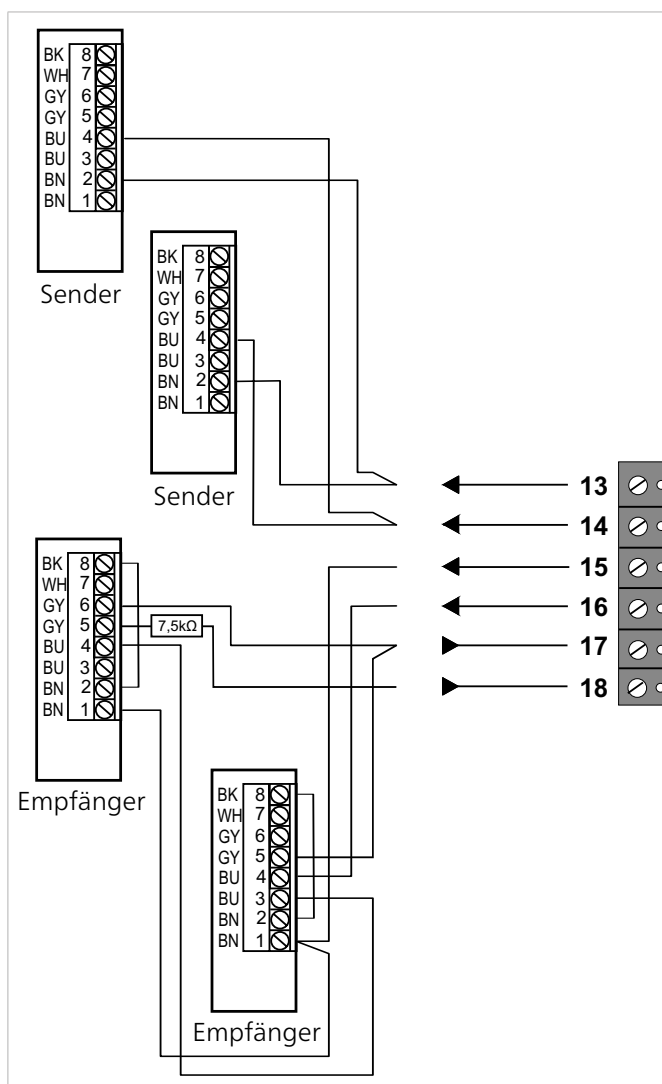 BK 8
WH 7
GY 6
GY 5
BU 4
BU 3
BN 2
BN 1
Sender
BK 8
WH 7
GY 6
GY 5
BU 4
BU 3
BN 2
BN 1
Sender
13
14
15
16
17
18
BK 8
WH 7
GY 6
GY 5
7,5kΩ
BU 4
BU 3
BN 2
BN 1
Empfänger
BK 8
WH 7
GY 6
GY 5
BU 4
BU 3
BN 2
BN 1
Empfänger